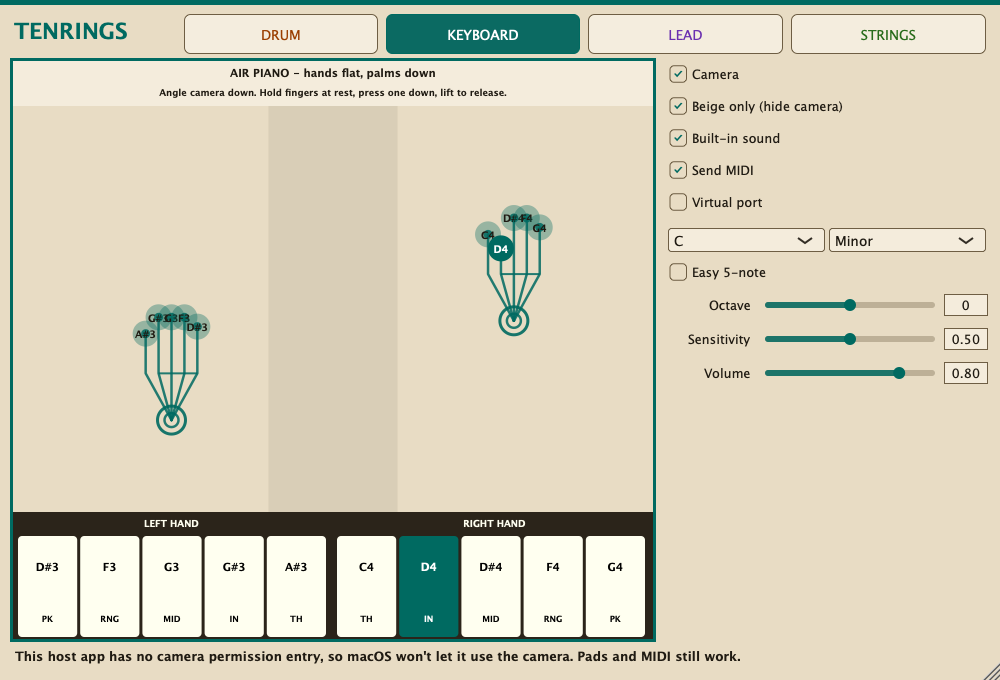 TENRINGS
DRUM
KEYBOARD
LEAD
STRINGS
AIR PIANO - hands flat, palms down
Angle camera down. Hold fingers at rest, press one down, lift to release.
Camera
Beige only (hide camera)
Built-in sound
Send MIDI
Virtual port
C
Minor
Easy 5-note
Octave
0
Sensitivity
0.50
Volume
0.80
D#4
F4
C4
G4
D4
G#3
G3
F3
A#3
D#3
LEFT HAND
RIGHT HAND
D#3 F3 G3 G#3 A#3 C4 D4 D#4 F4 G4
PK RNG MID IN TH TH IN MID RNG PK
This host app has no camera permission entry, so macOS won't let it use the camera. Pads and MIDI still work.